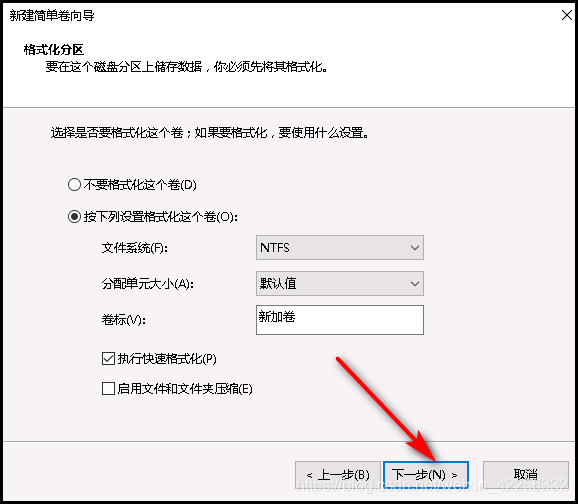 新建简单卷向导
格式化分区
要在这个磁盘分区上储存数据，你必须先将其格式化。
选择是否要格式化这个卷；如果要格式化，要使用什么设置。
不要格式化这个卷(D)
按下列设置格式化这个卷(O):
文件系统(F): NTFS
分配单元大小(A): 默认值
卷标(V): 新加卷
执行快速格式化(P)
启用文件和文件夹压缩(E)
< 上一步(B) 下一步(N) > 取消